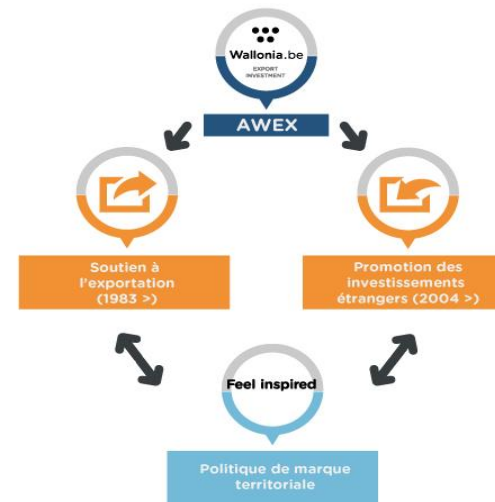 Wallonia.be
EXPORT
INVESTMENT
AWEX
Soutien à
l'exportation
(1983 >)
Promotion des
investissements
étrangers (2004 >)
Feel inspired
Politique de marque
territoriale